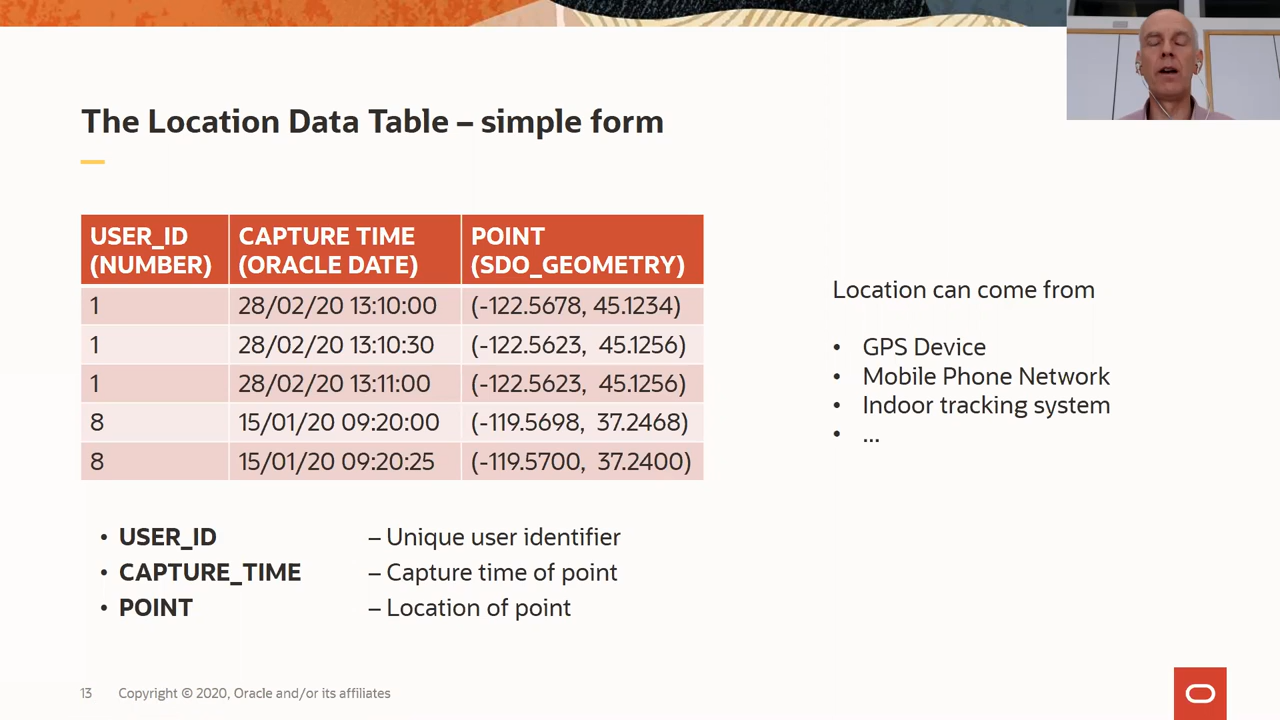 The Location Data Table – simple form
USER_ID CAPTURE TIME POINT
(NUMBER) (ORACLE DATE) (SDO_GEOMETRY)
1 28/02/20 13:10:00 (-122.5678, 45.1234)
1 28/02/20 13:10:30 (-122.5623, 45.1256)
1 28/02/20 13:11:00 (-122.5623, 45.1256)
8 15/01/20 09:20:00 (-119.5698, 37.2468)
8 15/01/20 09:20:25 (-119.5700, 37.2400)
Location can come from
• GPS Device
• Mobile Phone Network
• Indoor tracking system
• ...
• USER_ID – Unique user identifier
• CAPTURE_TIME – Capture time of point
• POINT – Location of point
13 Copyright © 2020, Oracle and/or its affiliates